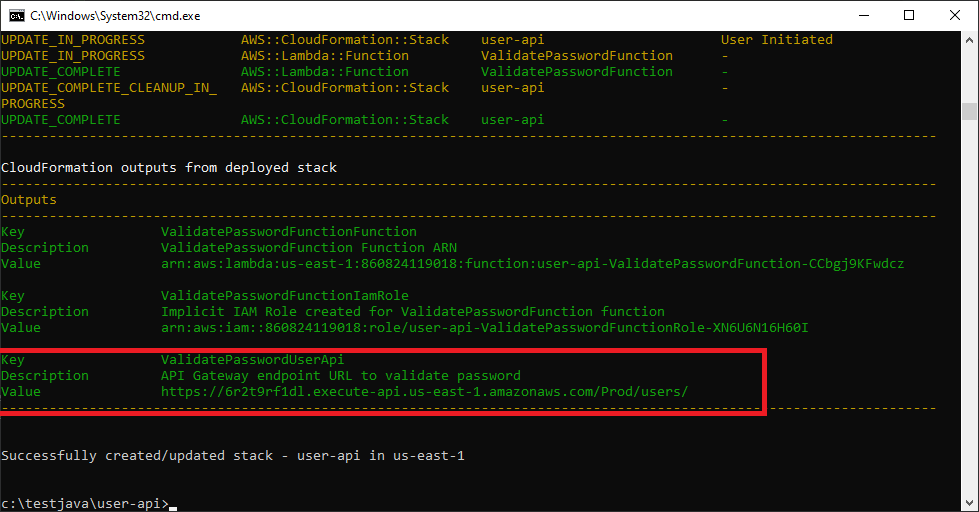 C:\Windows\System32\cmd.exe
UPDATE_IN_PROGRESS AWS::CloudFormation::Stack user-api User Initiated
UPDATE_IN_PROGRESS AWS::Lambda::Function ValidatePasswordFunction -
UPDATE_COMPLETE AWS::Lambda::Function ValidatePasswordFunction -
UPDATE_COMPLETE_CLEANUP_IN_ AWS::CloudFormation::Stack user-api -
PROGRESS
UPDATE_COMPLETE AWS::CloudFormation::Stack user-api -
---------------------------------------------------------------------------------------------------------------------
CloudFormation outputs from deployed stack
---------------------------------------------------------------------------------------------------------------------
Outputs
---------------------------------------------------------------------------------------------------------------------
Key ValidatePasswordFunctionFunction
Description ValidatePasswordFunction Function ARN
Value arn:aws:lambda:us-east-1:860824119018:function:user-api-ValidatePasswordFunction-CCbgj9KFwdcz
Key ValidatePasswordFunctionIamRole
Description Implicit IAM Role created for ValidatePasswordFunction function
Value arn:aws:iam::860824119018:role/user-api-ValidatePasswordFunctionRole-XN6U6N16H60I
Key ValidatePasswordUserApi
Description API Gateway endpoint URL to validate password
Value https://6r2t9rf1dl.execute-api.us-east-1.amazonaws.com/Prod/users/
---------------------------------------------------------------------------------------------------------------------
Successfully created/updated stack - user-api in us-east-1
c:\testjava\user-api>